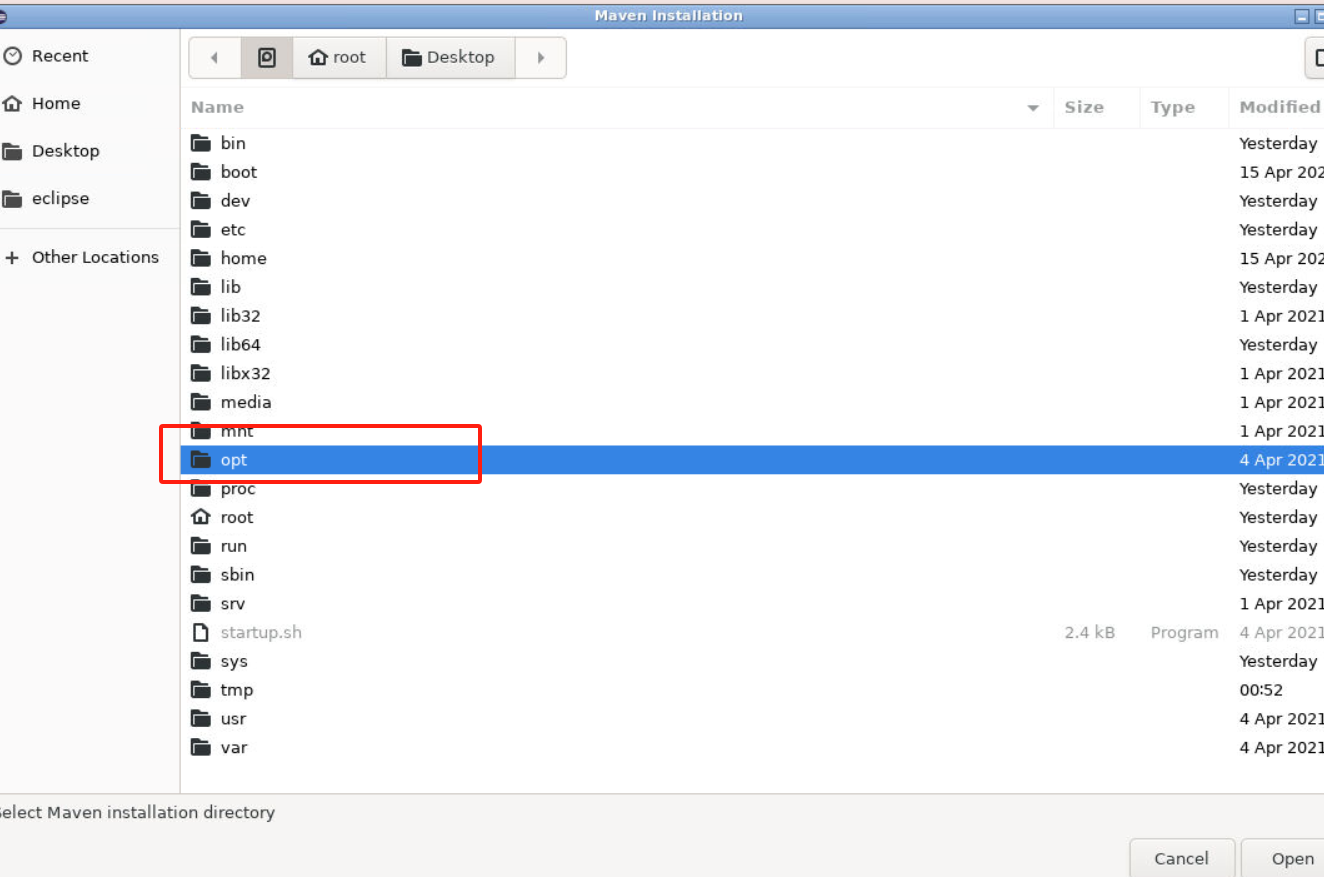 Maven Installation
Recent
Home
Desktop
eclipse
Other Locations
root
Desktop
Name Size Type Modified
bin Yesterday
boot 15 Apr 202
dev Yesterday
etc Yesterday
home 15 Apr 202
lib Yesterday
lib32 1 Apr 2021
lib64 Yesterday
libx32 1 Apr 2021
media 1 Apr 2021
mnt 1 Apr 2021
opt 4 Apr 2021
proc Yesterday
root Yesterday
run Yesterday
sbin Yesterday
srv 1 Apr 2021
startup.sh 2.4 kB Program 4 Apr 2021
sys Yesterday
tmp 00:52
usr 4 Apr 2021
var 4 Apr 2021
Select Maven installation directory
Cancel Open